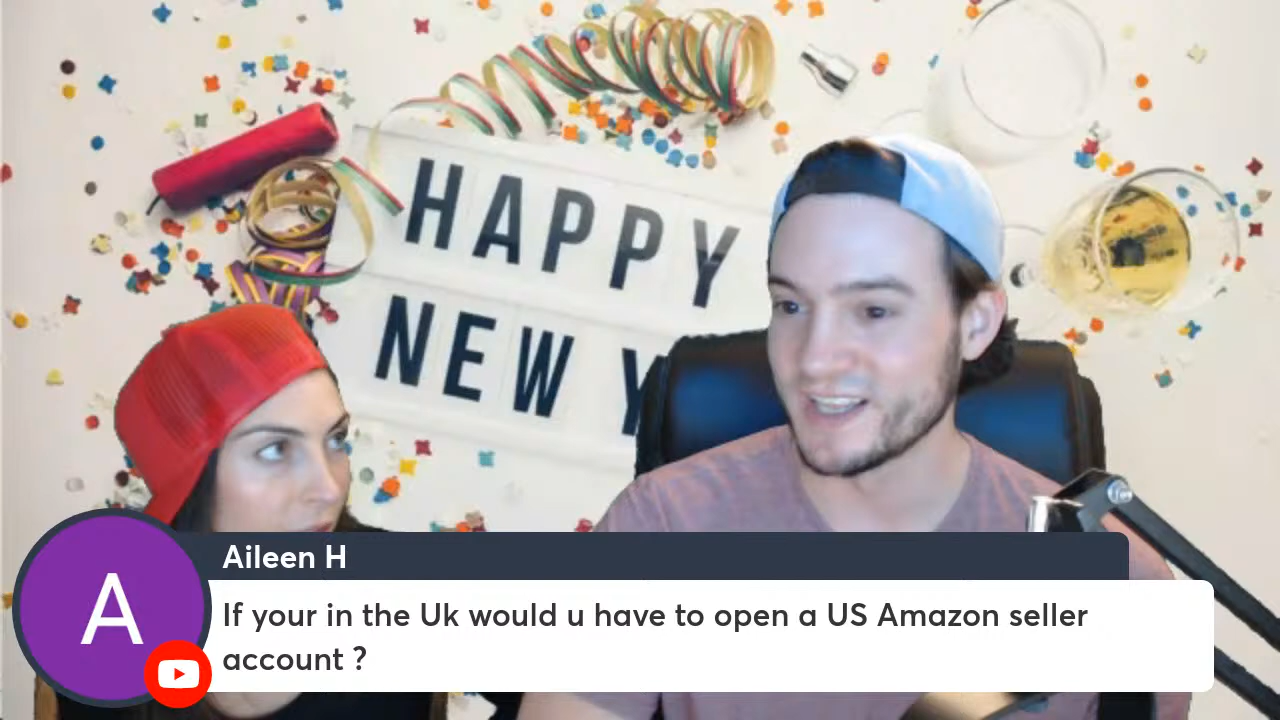 HAPPY
NEW Y
Aileen H
A
If your in the Uk would u have to open a US Amazon seller
account ?